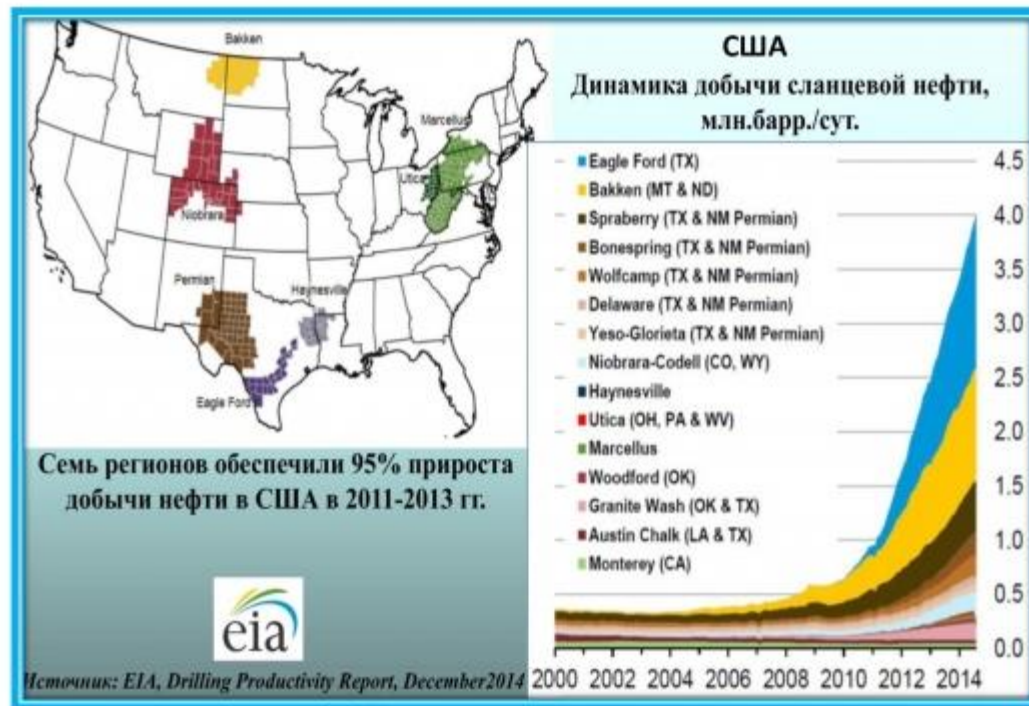 Bakken
Marcellus
Utica
Niobrara
Permian
Haynesville
Eagle Ford
Семь регионов обеспечили 95% прироста
добычи нефти в США в 2011-2013 гг.
eia
Источник: EIA, Drilling Productivity Report, December2014
США
Динамика добычи сланцевой нефти,
млн.барр./сут.
Eagle Ford (TX)
Bakken (MT & ND)
Spraberry (TX & NM Permian)
Bonespring (TX & NM Permian)
Wolfcamp (TX & NM Permian)
Delaware (TX & NM Permian)
Yeso-Glorieta (TX & NM Permian)
Niobrara-Codell (CO, WY)
Haynesville
Utica (OH, PA & WV)
Marcellus
Woodford (OK)
Granite Wash (OK & TX)
Austin Chalk (LA & TX)
Monterey (CA)
4.5
4.0
3.5
3.0
2.5
2.0
1.5
1.0
0.5
0.0
2000 2002 2004 2006 2008 2010 2012 2014